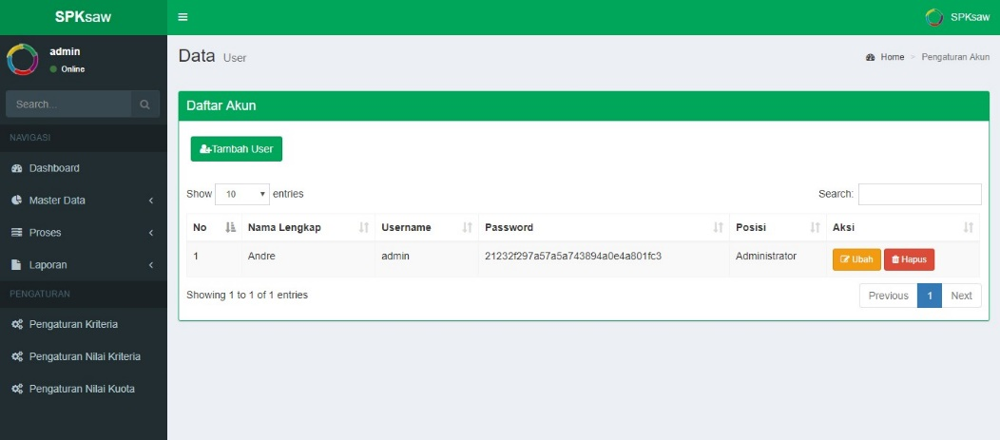 SPKsaw
SPKsaw
admin
Online
Search...
NAVIGASI
Dashboard
Master Data
Proses
Laporan
PENGATURAN
Pengaturan Kriteria
Pengaturan Nilai Kriteria
Pengaturan Nilai Kuota
Data User
Home > Pengaturan Akun
Daftar Akun
Tambah User
Show 10 entries
Search:
No Nama Lengkap Username Password Posisi Aksi
1 Andre admin 21232f297a57a5a743894a0e4a801fc3 Administrator Ubah Hapus
Showing 1 to 1 of 1 entries
Previous 1 Next